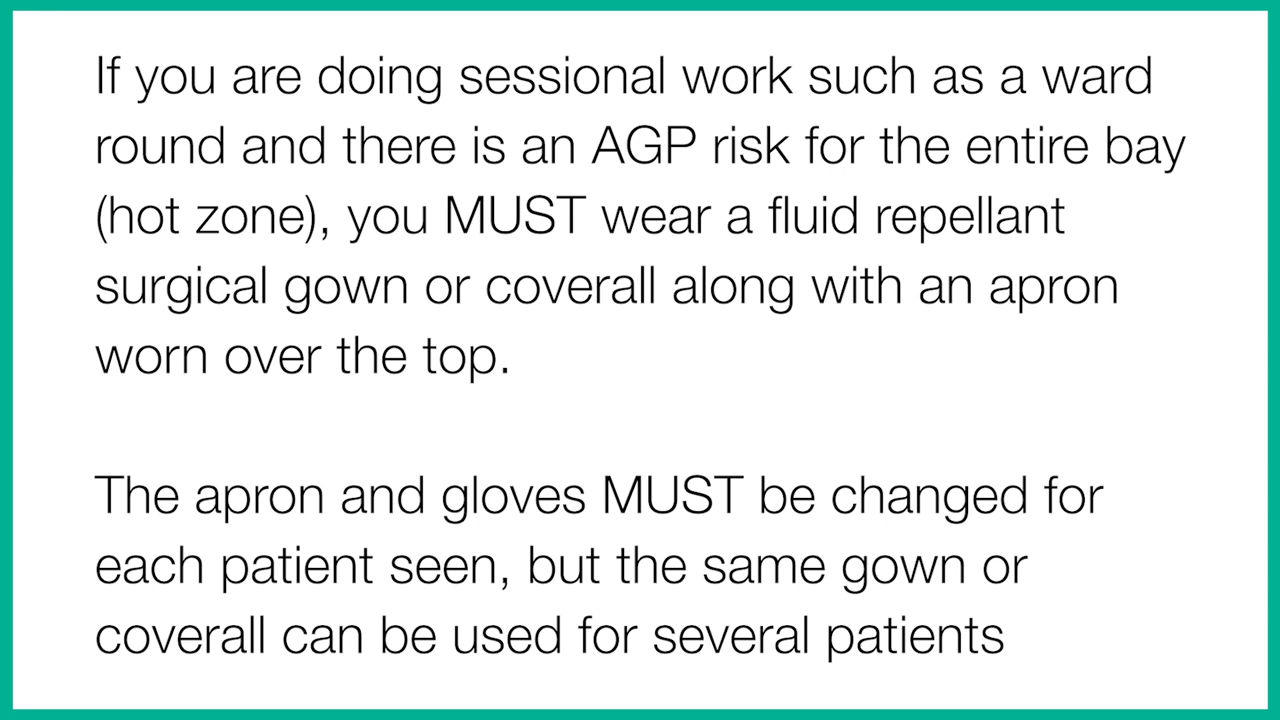 If you are doing sessional work such as a ward
round and there is an AGP risk for the entire bay
(hot zone), you MUST wear a fluid repellant
surgical gown or coverall along with an apron
worn over the top.
The apron and gloves MUST be changed for
each patient seen, but the same gown or
coverall can be used for several patients